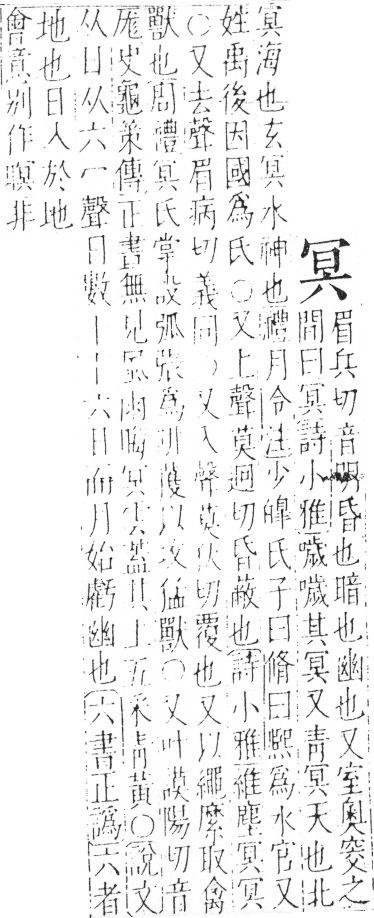 冥
眉兵切音明昏也暗也幽也又室奧窔之
間曰冥詩小雅噦噦其冥又靑冥天也北
冥海也玄冥水神也禮月令注少皡氏子曰脩曰熙爲水官又
姓禹後因國爲氏○又上聲莫迥切昏蔽也詩小雅維塵冥冥
○又去聲眉病切義同○又入聲莫狄切覆也又以繩縻取禽
獸也周禮冥氏掌設弧張爲阱擭以攻猛獸○又叶謨陽切音
厖史龜策傳正晝無見風雨晦冥雲蓋其上五采靑黃○說文
从日从六冖聲日數十十六日而月始虧幽也六書正譌六者
地也日入於地
會意別作暝非